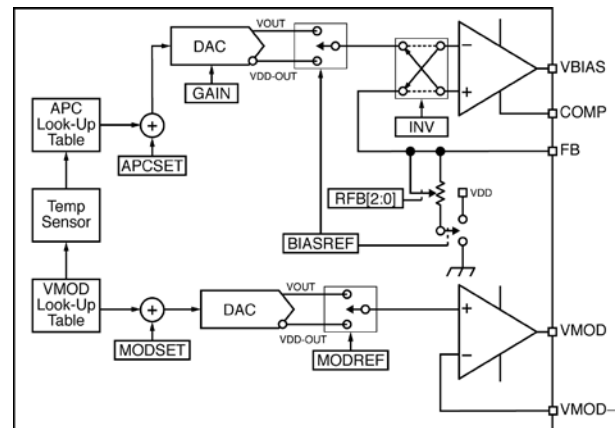 VOUT
DAC
VDD-OUT
GAIN
APC
Look-Up
Table
APCSET
INV
VBIAS
COMP
FB
RFB[2:0]
VDD
Temp
Sensor
BIASREF
VMOD
Look-Up
Table
MODSET
VOUT
DAC
VDD-OUT
MODREF
VMOD
VMOD–